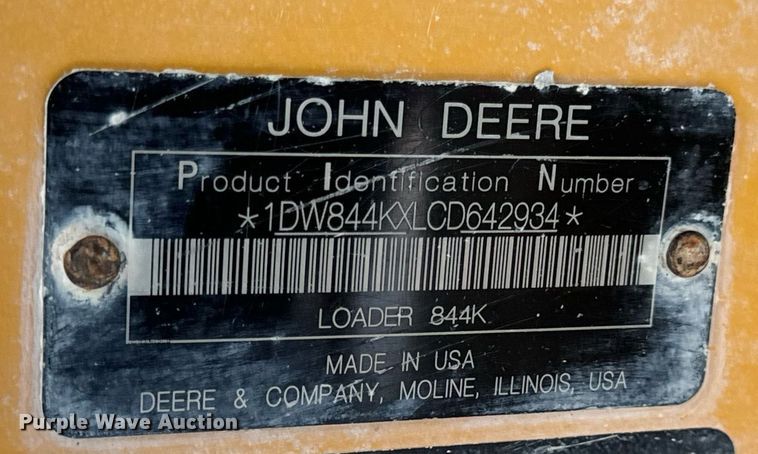 JOHN DEERE
Product Identification Number
*1DW844KXLCD642934*
LOADER 844K
MADE IN USA
DEERE & COMPANY, MOLINE, ILLINOIS, USA
Purple Wave Auction